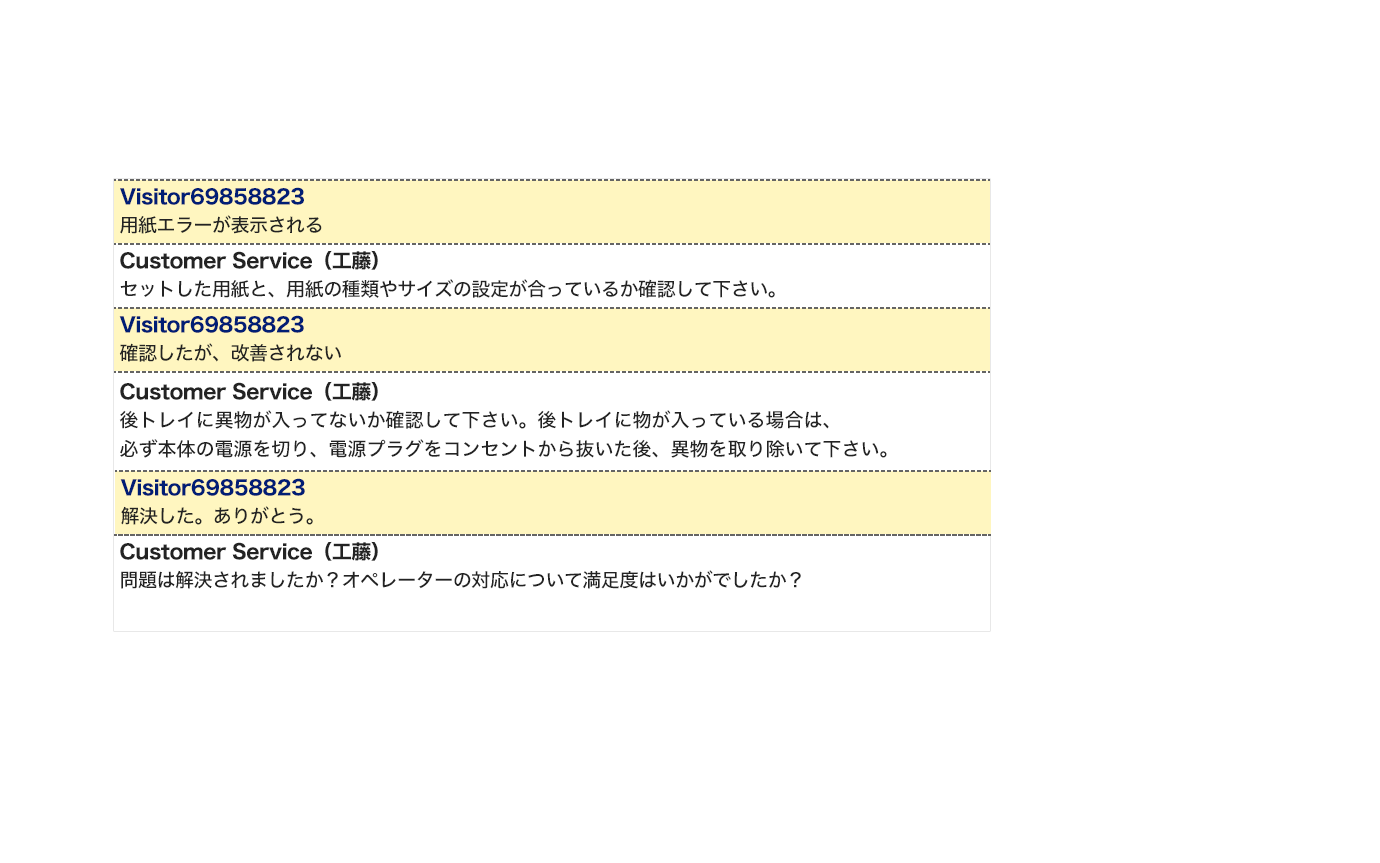 Visitor69858823
用紙エラーが表示される
Customer Service（工藤）
セットした用紙と、用紙の種類やサイズの設定が合っているか確認して下さい。
Visitor69858823
確認したが、改善されない
Customer Service（工藤）
後トレイに異物が入ってないか確認して下さい。後トレイに物が入っている場合は、
必ず本体の電源を切り、電源プラグをコンセントから抜いた後、異物を取り除いて下さい。
Visitor69858823
解決した。ありがとう。
Customer Service（工藤）
問題は解決されましたか？オペレーターの対応について満足度はいかがでしたか？